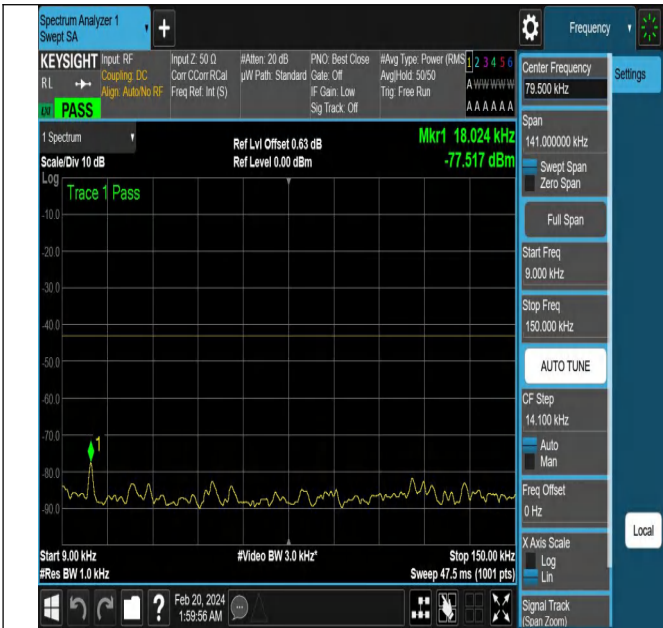 Spectrum Analyzer 1
Swept SA
Frequency
KEYSIGHT
RL
LXI
PASS
Input: RF
Coupling: DC
Align: Auto/No RF
Input Z: 50 Ω
Corr CCorr RCal
Freq Ref: Int (S)
#Atten: 20 dB
µW Path: Standard
PNO: Best Close
Gate: Off
IF Gain: Low
Sig Track: Off
#Avg Type: Power (RMS
Avg|Hold: 50/50
Trig: Free Run
1 2 3 4 5 6
A W W W W W
A A A A A A
1 Spectrum
Scale/Div 10 dB
Ref Lvl Offset 0.63 dB
Ref Level 0.00 dBm
Mkr1 18.024 kHz
-77.517 dBm
Log
Trace 1 Pass
-10.0
-20.0
-30.0
-40.0
-50.0
-60.0
-70.0
-80.0
-90.0
1
Start 9.00 kHz
#Res BW 1.0 kHz
#Video BW 3.0 kHz*
Stop 150.00 kHz
Sweep 47.5 ms (1001 pts)
Feb 20, 2024
1:59:56 AM
Center Frequency
79.500 kHz
Settings
Span
141.000000 kHz
Swept Span
Zero Span
Full Span
Start Freq
9.000 kHz
Stop Freq
150.000 kHz
AUTO TUNE
CF Step
14.100 kHz
Auto
Man
Freq Offset
0 Hz
X Axis Scale
Log
Lin
Local
Signal Track
(Span Zoom)